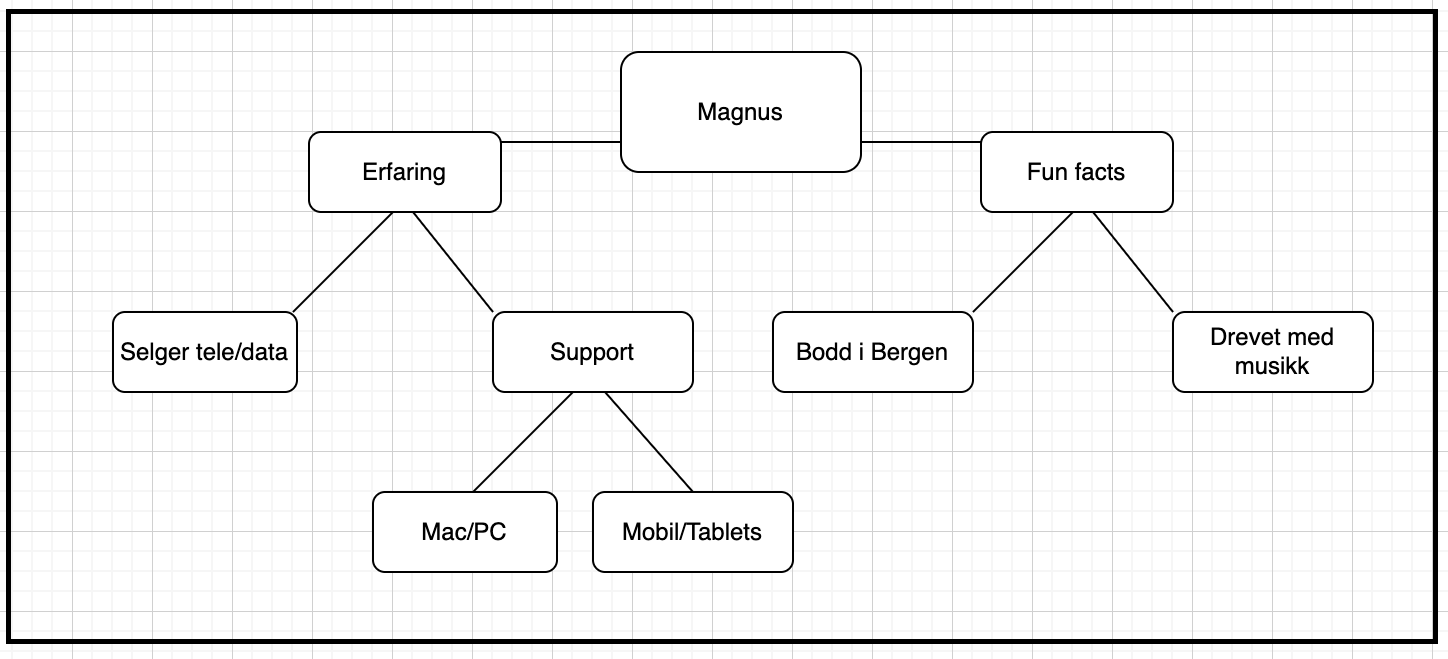 Magnus
Erfaring
Fun facts
Selger tele/data
Support
Bodd i Bergen
Drevet med
musikk
Mac/PC
Mobil/Tablets